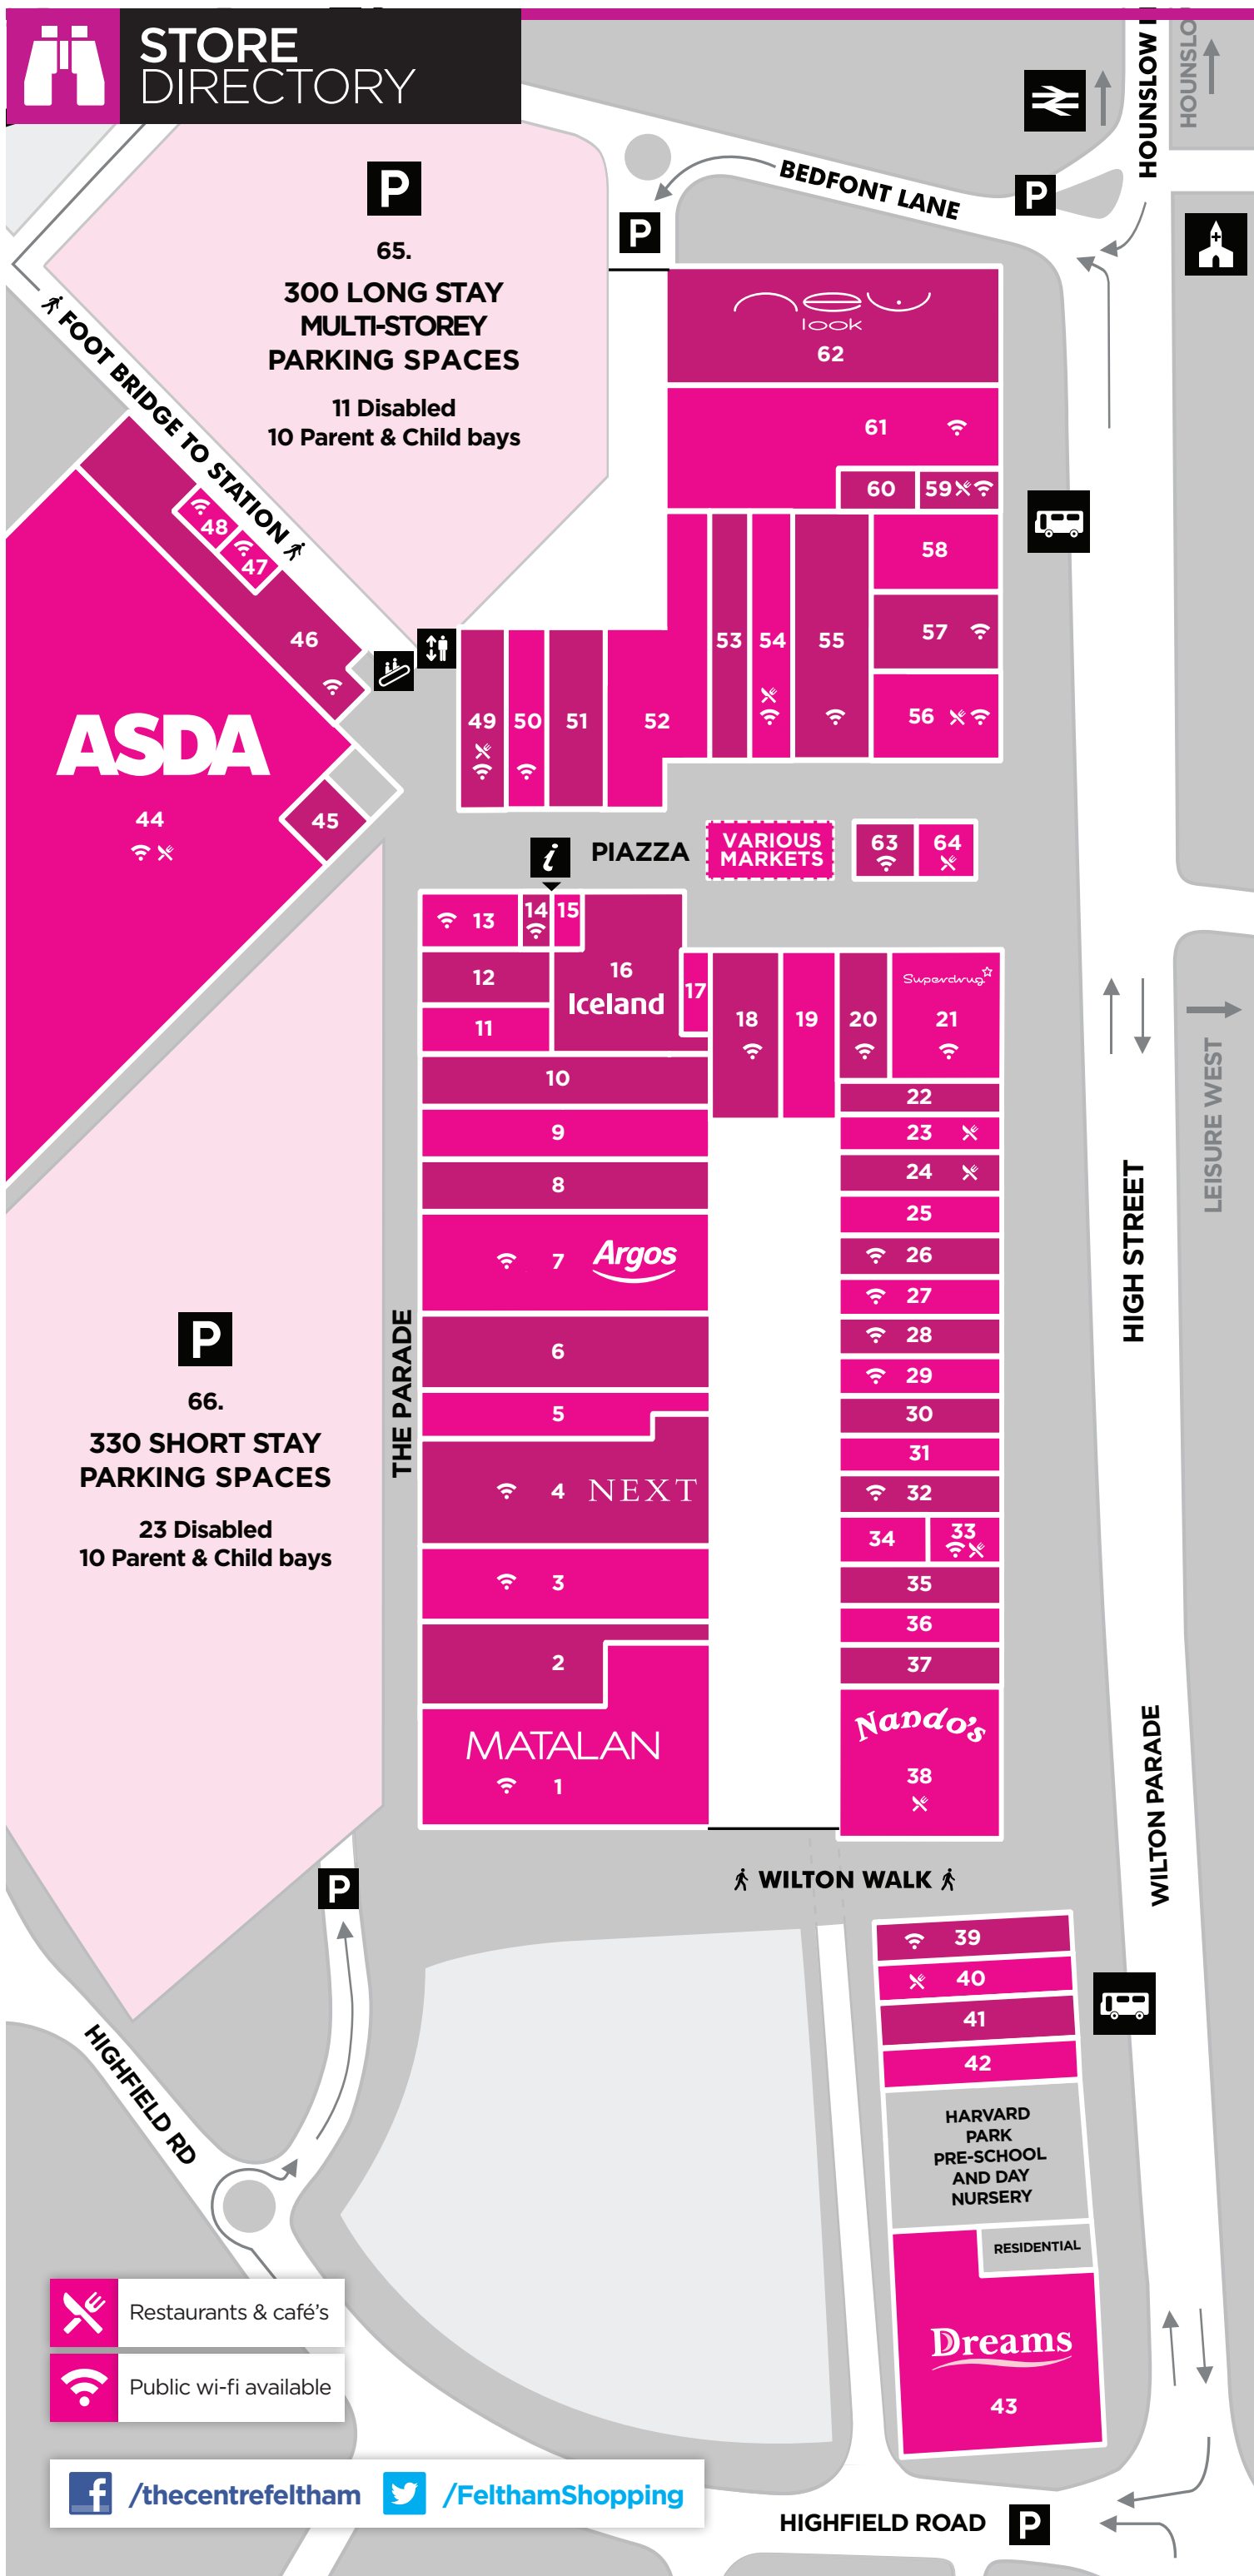 STORE
DIRECTORY
HOUNSLOW
HOUNSLO
BEDFONT LANE
P
P
P
65.
300 LONG STAY
MULTI-STOREY
PARKING SPACES
11 Disabled
10 Parent & Child bays
FOOT BRIDGE TO STATION
new
look
62
61
60
59
58
57
56
55
54
53
52
51
50
49
48
47
46
ASDA
44
45
i
PIAZZA
VARIOUS
MARKETS
63
64
13
14
15
12
11
16
Iceland
17
18
19
20
Superdrug
21
10
9
8
7
Argos
6
5
4
NEXT
3
2
MATALAN
1
THE PARADE
22
23
24
25
26
27
28
29
30
31
32
34
33
35
36
37
Nando's
38
HIGH STREET
LEISURE WEST
WILTON PARADE
P
66.
330 SHORT STAY
PARKING SPACES
23 Disabled
10 Parent & Child bays
P
WILTON WALK
39
40
41
42
HARVARD
PARK
PRE-SCHOOL
AND DAY
NURSERY
RESIDENTIAL
Dreams
43
HIGHFIELD RD
Restaurants & café's
Public wi-fi available
f
/thecentrefeltham
/FelthamShopping
HIGHFIELD ROAD
P